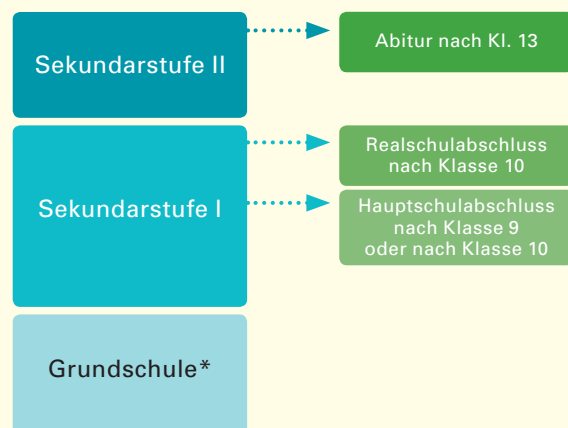 Sekundarstufe II
Abitur nach Kl. 13
Sekundarstufe I
Realschulabschluss
nach Klasse 10
Hauptschulabschluss
nach Klasse 9
oder nach Klasse 10
Grundschule*